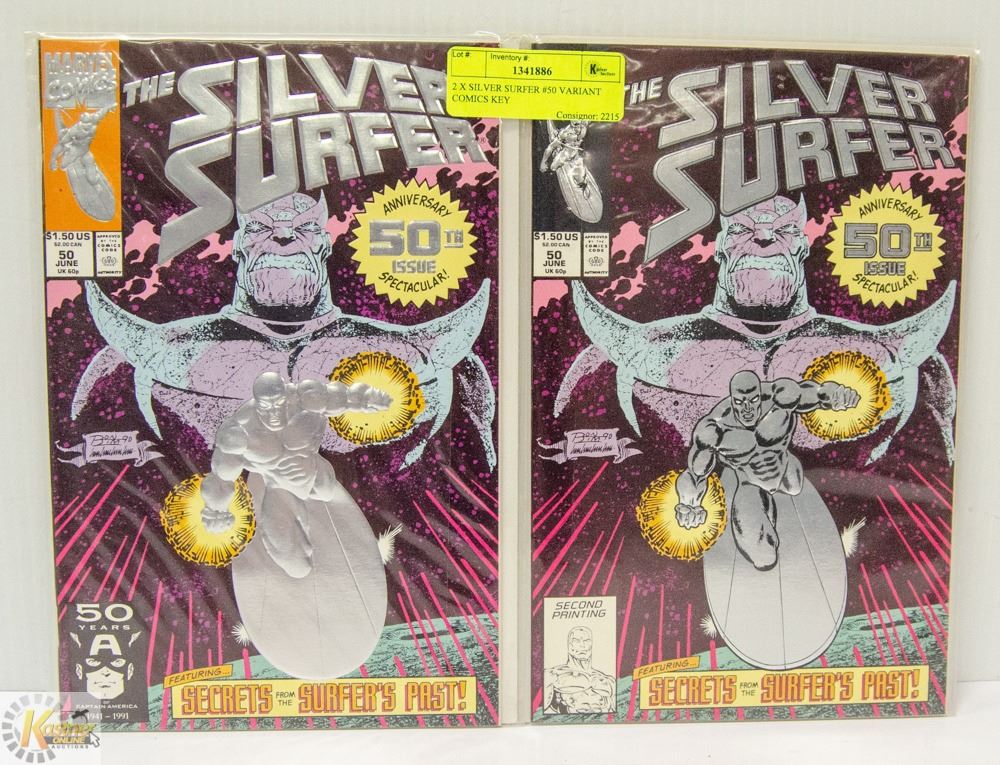 Lot #: Inventory #:
1341886
2 X SILVER SURFER #50 VARIANT
COMICS KEY
Consignor: 2215
MARVEL
COMICS
THE SILVER
SURFER
$1.50 US
$2.00 CAN
50
JUNE
UK 60p
APPROVED
BY THE
COMICS
CODE
AUTHORITY
ANNIVERSARY
50TH
ISSUE
SPECTACULAR!
50
YEARS
A
OF
CAPTAIN AMERICA
1941 - 1991
FEATURING...
SECRETS FROM THE SURFER'S PAST!
THE SILVER
SURFER
$1.50 US
$2.00 CAN
50
JUNE
UK 60p
APPROVED
BY THE
COMICS
CODE
AUTHORITY
ANNIVERSARY
50TH
ISSUE
SPECTACULAR!
SECOND
PRINTING
FEATURING...
SECRETS FROM THE SURFER'S PAST!
ONLINE
AUCTIONS